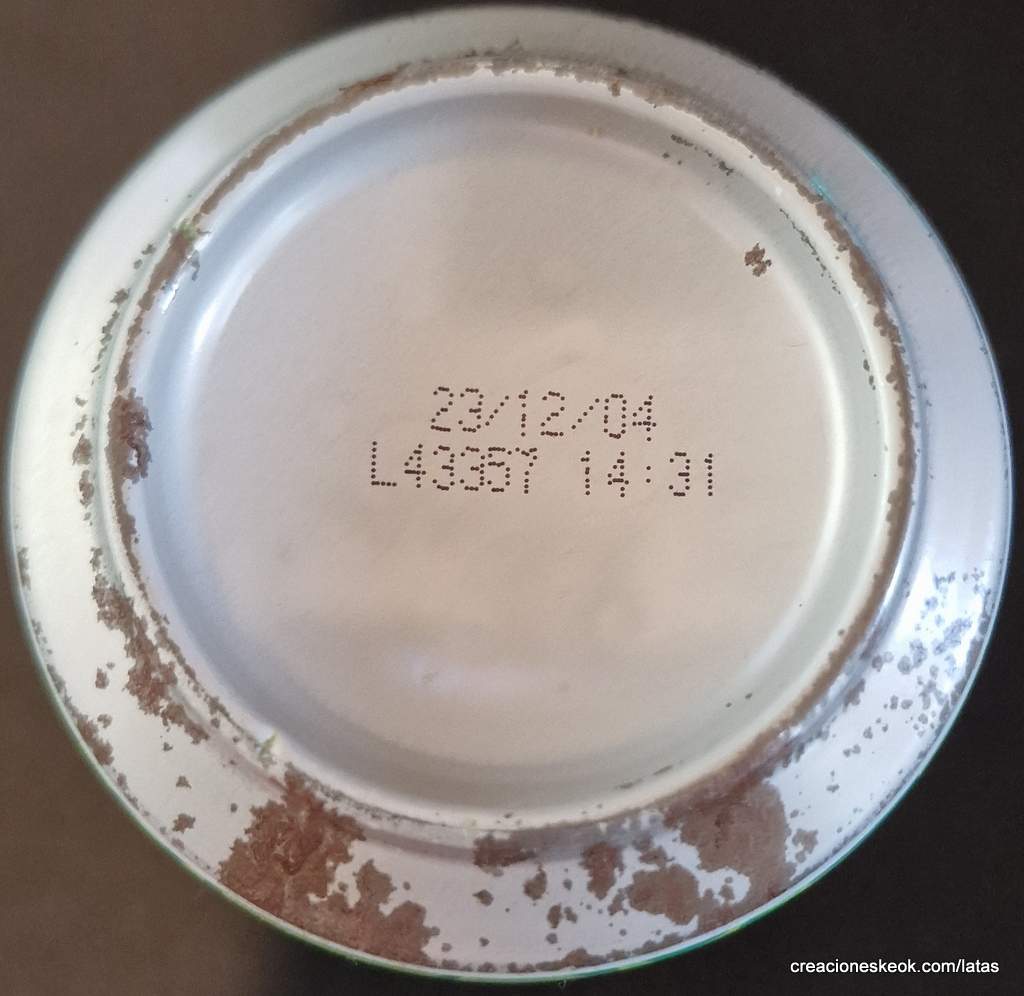 23/12/04
L43357 14:31
creacioneskeok.com/latas